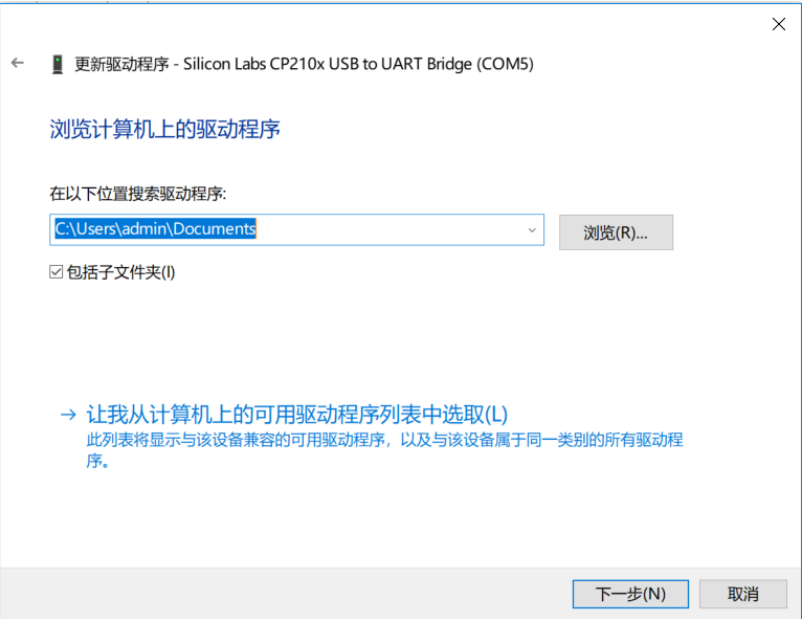 更新驱动程序 - Silicon Labs CP210x USB to UART Bridge (COM5)
浏览计算机上的驱动程序
在以下位置搜索驱动程序:
C:\Users\admin\Documents
浏览(R)...
包括子文件夹(I)
让我从计算机上的可用驱动程序列表中选取(L)
此列表将显示与该设备兼容的可用驱动程序，以及与该设备属于同一类别的所有驱动程
序。
下一步(N)
取消